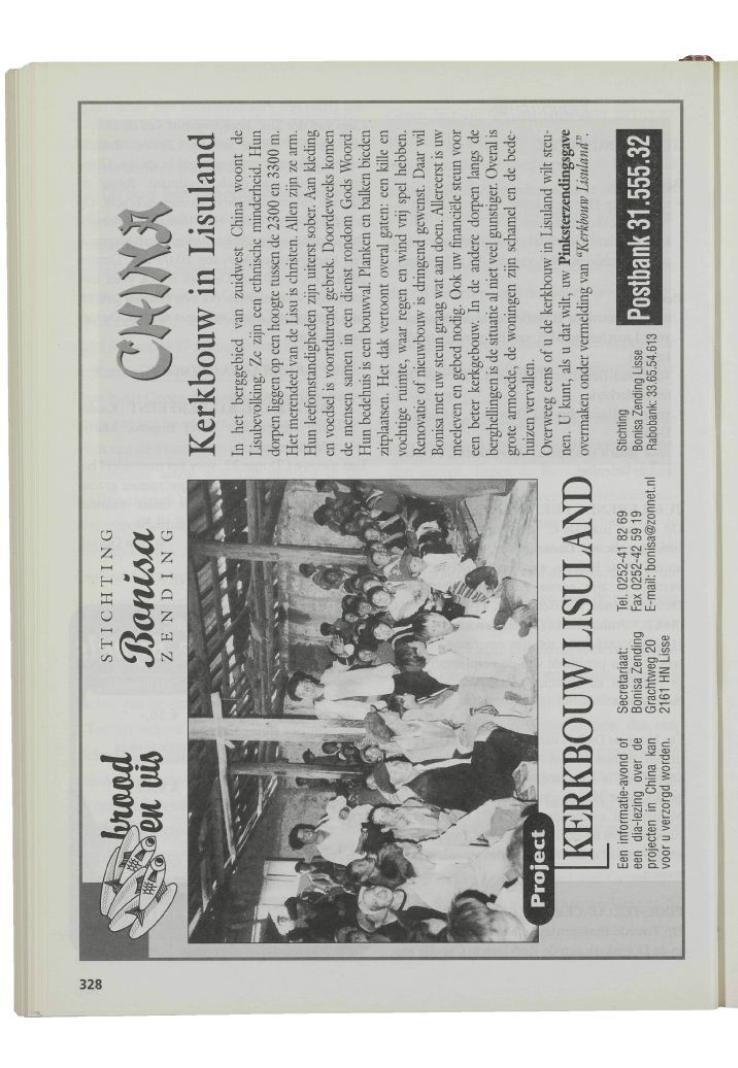 328
brood
en vis
STICHTING
Bonisa
ZENDING
CHINA
Kerkbouw in Lisuland
In het berggebied van zuidwest China woont de
Lisubevolking. Ze zijn een ethnische minderheid. Hun
dorpen liggen op een hoogte tussen de 2300 en 3300 m.
Het merendeel van de Lisu is christen. Allen zijn ze arm.
Hun leefomstandigheden zijn uiterst sober. Aan kleding
en voedsel is voortdurend gebrek. Doordeweeks komen
de mensen samen in een dienst rondom Gods Woord.
Hun bedehuis is een bouwval. Planken en balken bieden
zitplaatsen. Het dak vertoont overal gaten: een kille en
vochtige ruimte, waar regen en wind vrij spel hebben.
Renovatie of nieuwbouw is dringend gewenst. Daar wil
Bonisa met uw steun graag wat aan doen. Allereerst is uw
meeleven en gebed nodig. Ook uw financiële steun voor
een beter kerkgebouw. In de andere dorpen langs de
berghellingen is de situatie al niet veel gunstiger. Overal is
grote armoede, de woningen zijn schamel en de bede-
huizen vervallen.
Overweeg eens of u de kerkbouw in Lisuland wilt steu-
nen. U kunt, als u dat wilt, uw Pinksterzendingsgave
overmaken onder vermelding van "Kerkbouw Lisuland".
Project
KERKBOUW LISULAND
Een informatie-avond of
een dia-lezing over de
projecten in China kan
voor u verzorgd worden.
Secretariaat:
Bonisa Zending
Grachtweg 20
2161 HN Lisse
Tel. 0252-41 82 69
Fax 0252-42 59 19
E-mail: bonisa@zonnet.nl
Stichting
Bonisa Zending Lisse
Rabobank: 33.65.54.613
Postbank 31.555.32